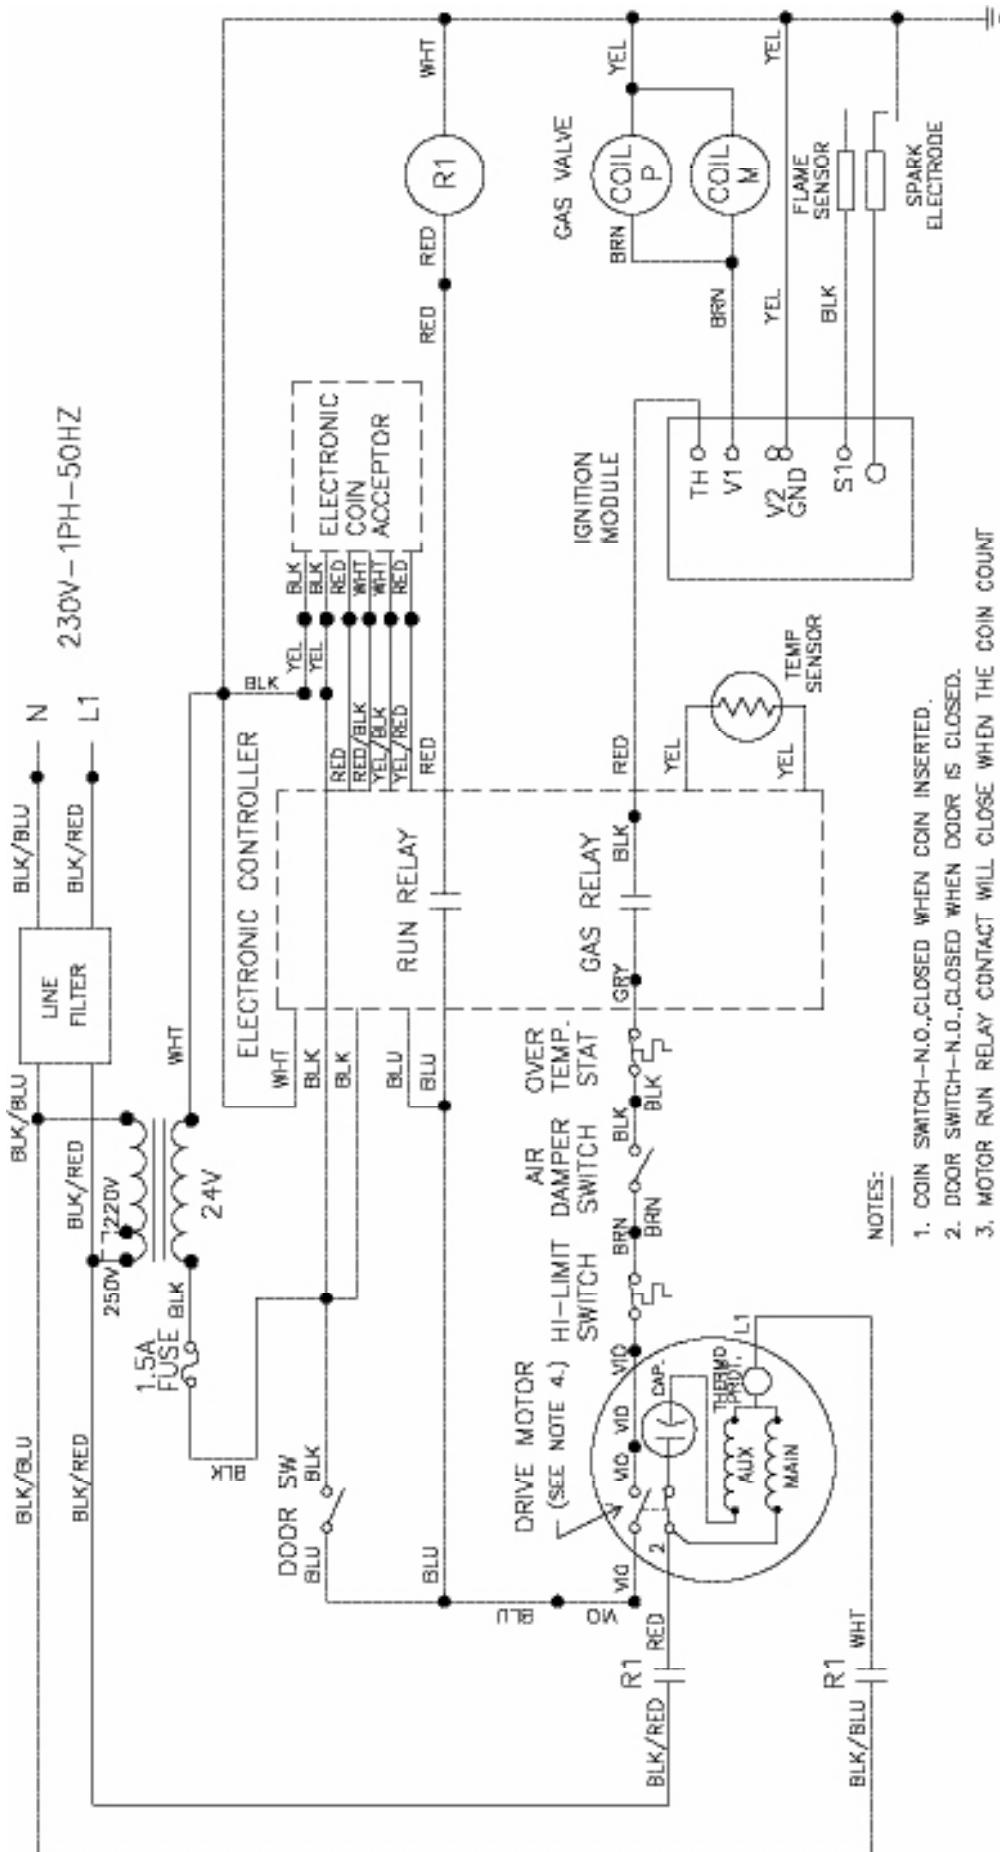 230V-1PH-50HZ
N
L1
BLK/BLU
BLK/RED
LINE
FILTER
BLK/BLU
BLK/RED
250V
220V
24V
WHT
BLK
1.5A
FUSE
BLK
BLK/BLU
BLK/RED
BLK
ELECTRONIC CONTROLLER
WHT
BLK
BLK
BLU
BLU
DOOR SW
BLU
BLK
YEL
YEL
BLK
BLK
RED
WHT
WHT
RED
ELECTRONIC
COIN
ACCEPTOR
RED
RED/BLK
YEL/BLK
YEL/RED
RED
RUN RELAY
BLU
RED
RED
R1
WHT
BLU
VIO
DRIVE MOTOR
(SEE NOTE 4.)
HI-LIMIT
SWITCH
AIR
DAMPER
SWITCH
OVER
TEMP.
STAT
GAS RELAY
VIO
VIO
VIO
VIO
BRN
BRN
BLK
BLK
GRY
BLK
RED
2
CAP.
THERMO
PROT.
L1
AUX
MAIN
R1
BLK/RED
RED
R1
BLK/BLU
WHT
YEL
YEL
TEMP
SENSOR
IGNITION
MODULE
TH
V1
V2
GND
S1
GAS VALVE
BRN
BRN
COIL
P
COIL
M
YEL
YEL
YEL
BLK
FLAME
SENSOR
SPARK
ELECTRODE
NOTES:
1. COIN SWITCH-N.O.,CLOSED WHEN COIN INSERTED.
2. DOOR SWITCH-N.O.,CLOSED WHEN DOOR IS CLOSED.
3. MOTOR RUN RELAY CONTACT WILL CLOSE WHEN THE COIN COUNT